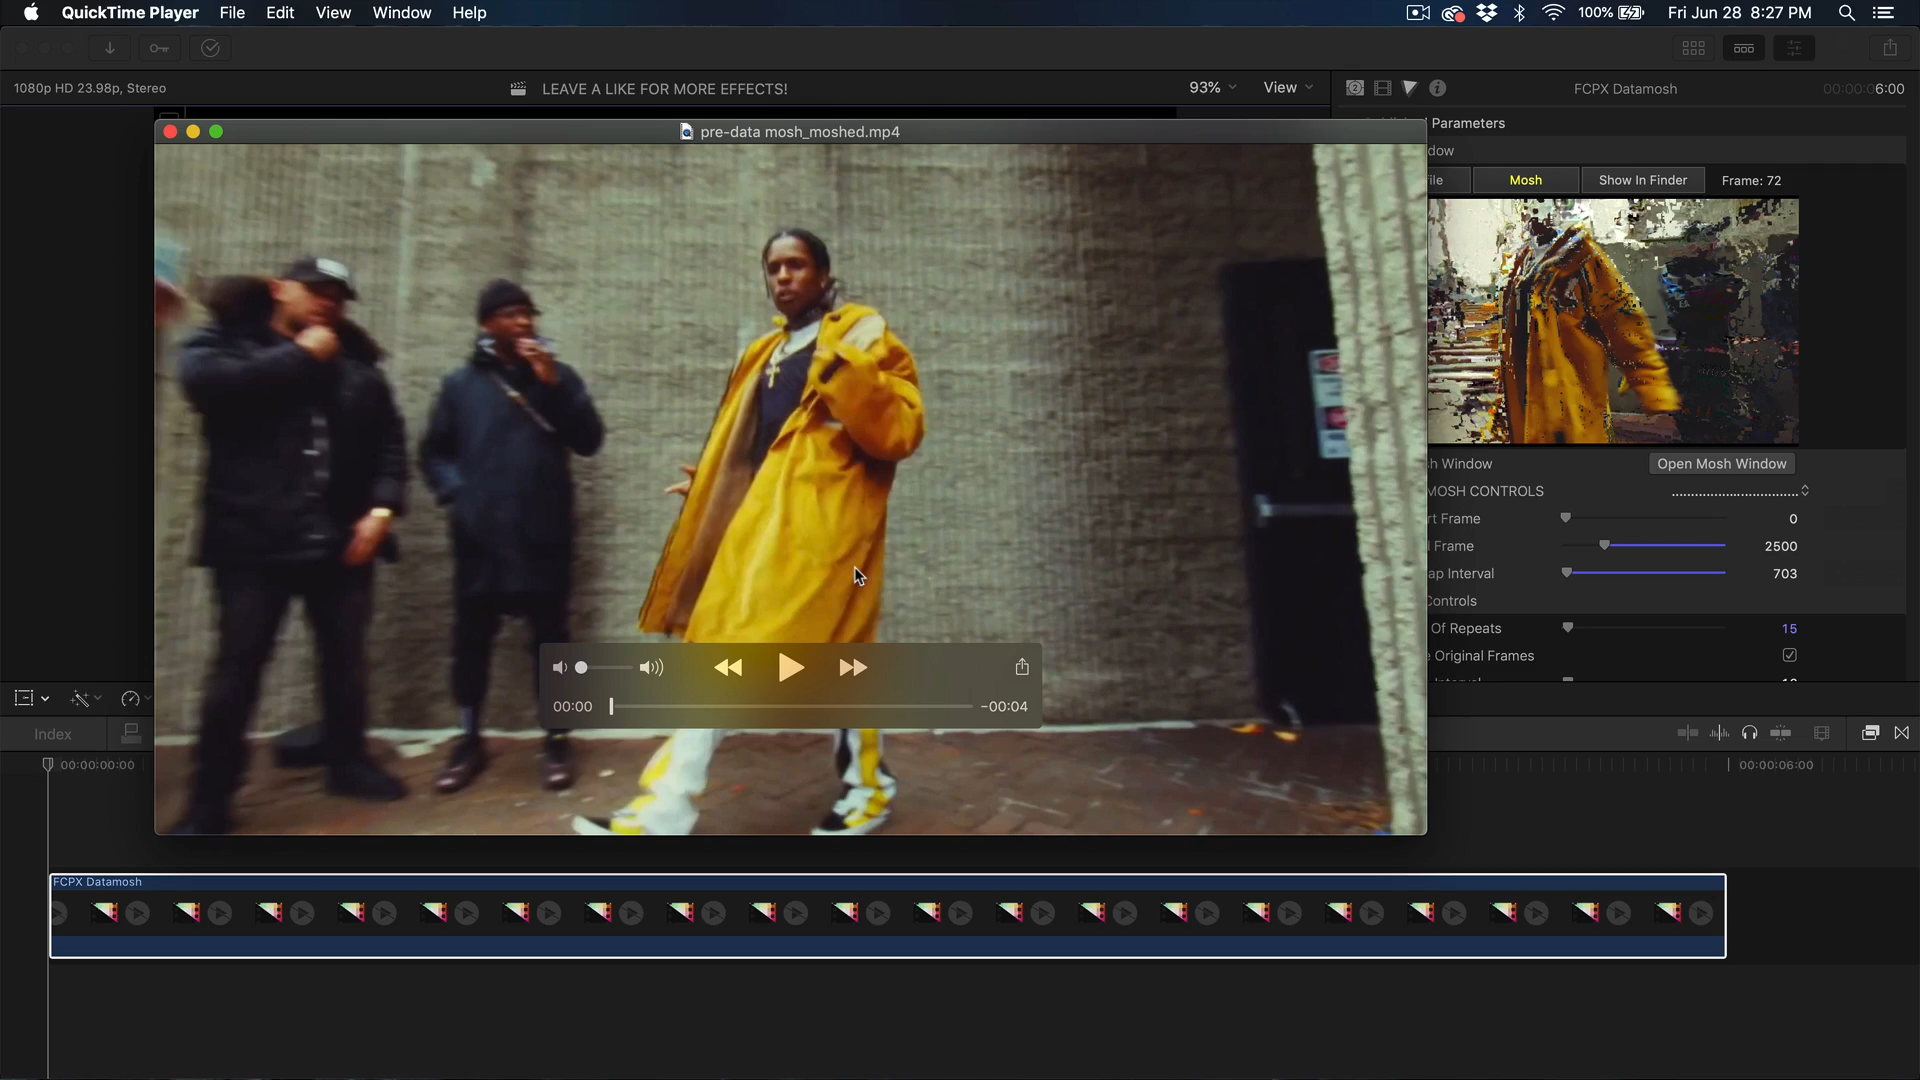 QuickTime Player File Edit View Window Help 100% Fri Jun 28 8:27 PM
1080p HD 23.98p, Stereo LEAVE A LIKE FOR MORE EFFECTS! 93% View FCPX Datamosh 00:00:06:00
pre-data mosh_moshed.mp4
Parameters
dow
ile Mosh Show In Finder Frame: 72
h Window Open Mosh Window
MOSH CONTROLS
rt Frame 0
Frame 2500
ap Interval 703
Controls
Of Repeats 15
e Original Frames
00:00 -00:04
Index
00:00:00:00 00:00:06:00
FCPX Datamosh